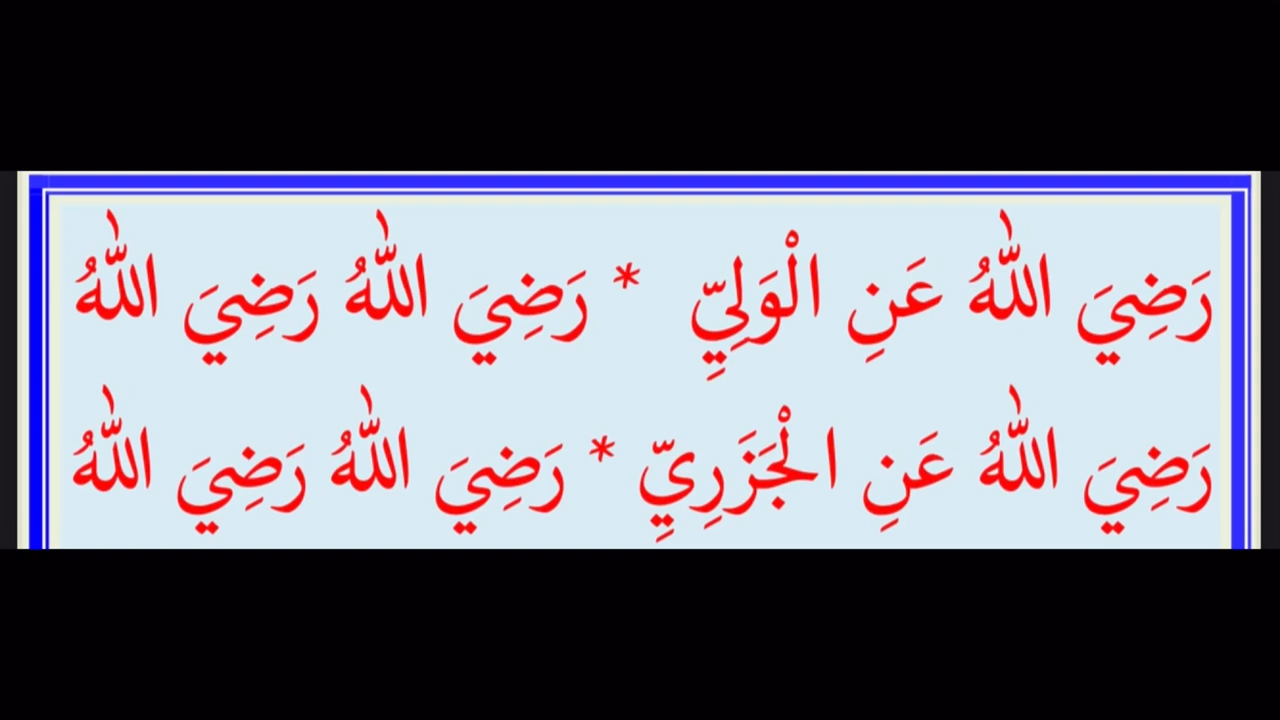 رَضِيَ اللّٰهُ عَنِ الْوَلِيِّ * رَضِيَ اللّٰهُ رَضِيَ اللّٰهُ
رَضِيَ اللّٰهُ عَنِ الْجَزَرِيِّ * رَضِيَ اللّٰهُ رَضِيَ اللّٰهُ